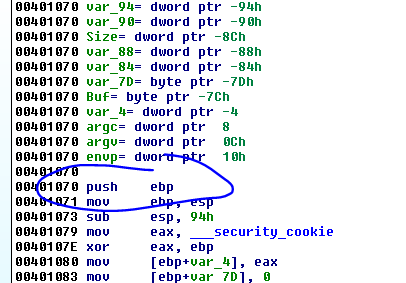 00401070 var_94= dword ptr -94h
00401070 var_90= dword ptr -90h
00401070 Size= dword ptr -8Ch
00401070 var_88= dword ptr -88h
00401070 var_84= dword ptr -84h
00401070 var_7D= byte ptr -7Dh
00401070 Buf= byte ptr -7Ch
00401070 var_4= dword ptr -4
00401070 argc= dword ptr  8
00401070 argv= dword ptr  0Ch
00401070 envp= dword ptr  10h
00401070
00401070 push    ebp
00401071 mov     ebp, esp
00401073 sub     esp, 94h
00401079 mov     eax, ___security_cookie
0040107E xor     eax, ebp
00401080 mov     [ebp+var_4], eax
00401083 mov     [ebp+var_7D], 0